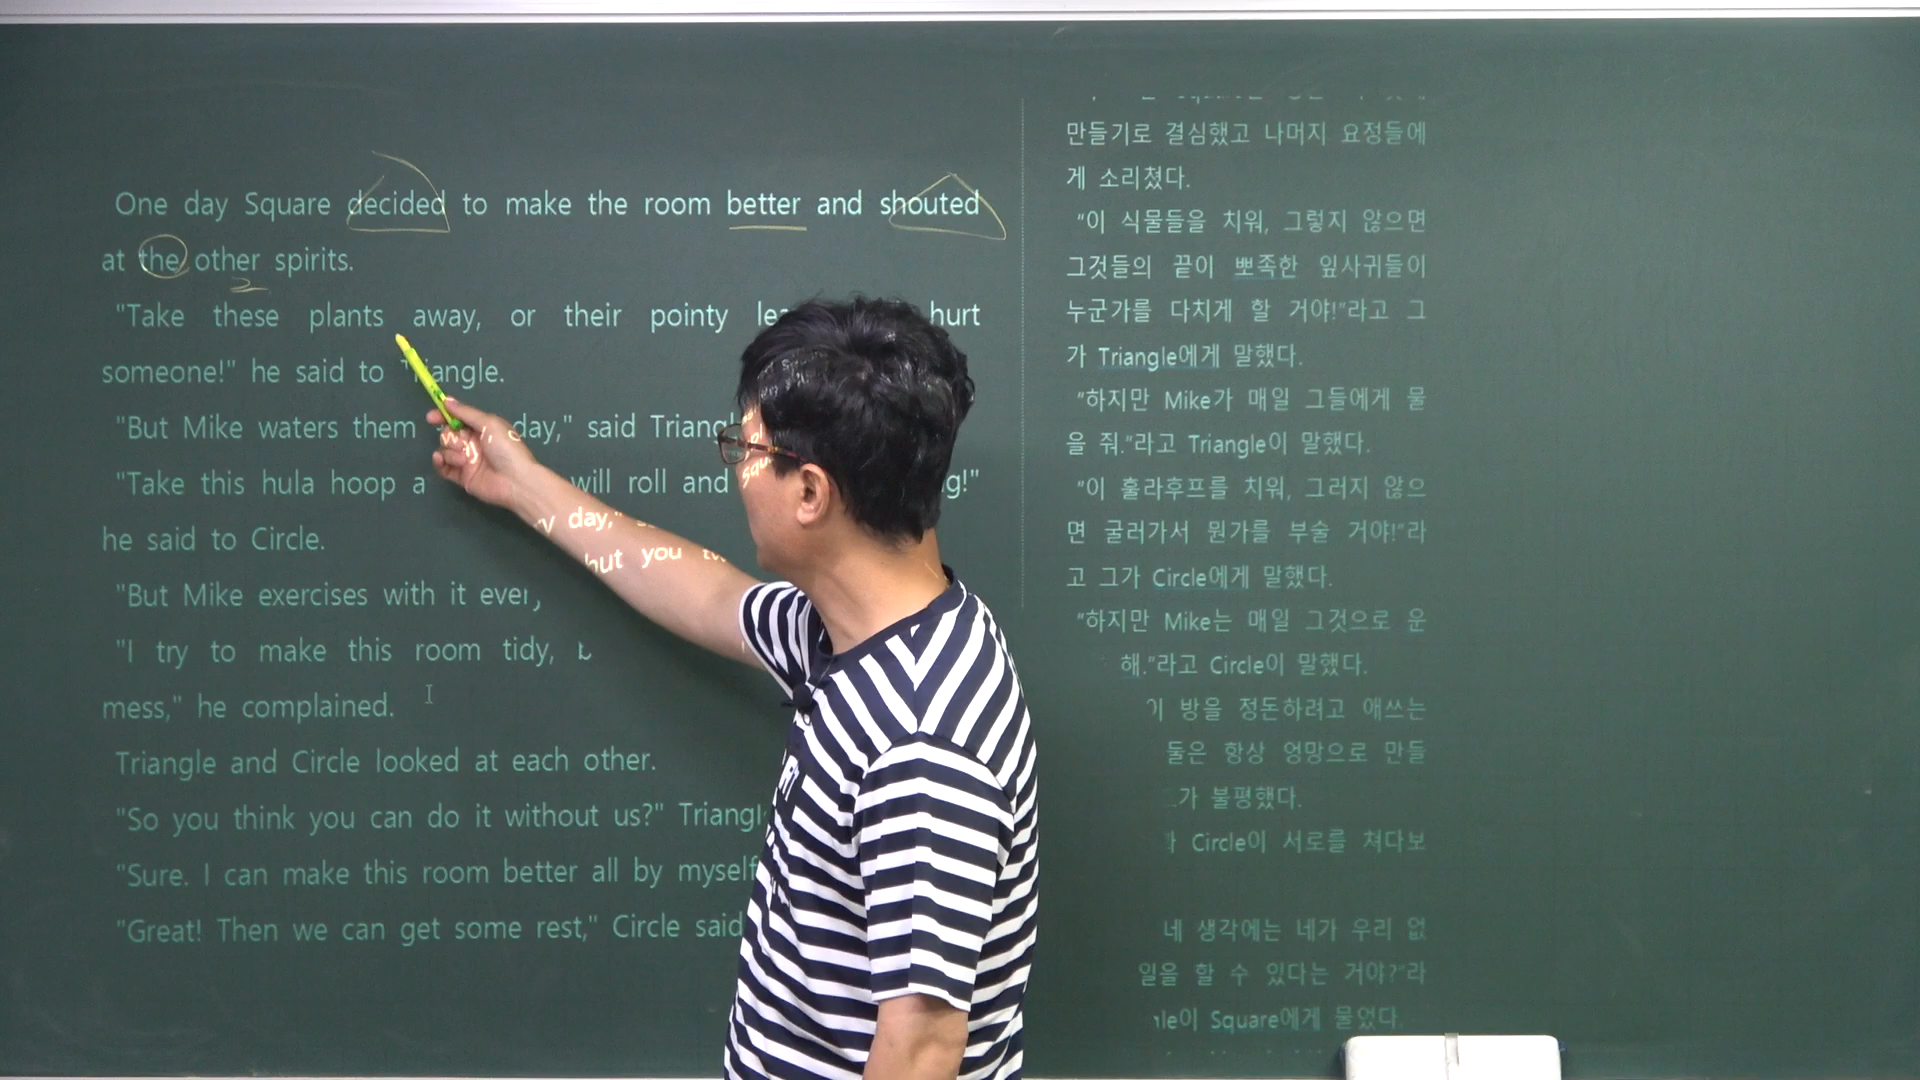 One day Square decided to make the room better and shouted
at the other spirits.
"Take these plants away, or their pointy hurt
someone!" he said to
"But Mike waters them day," said
"Take this hula hoop will roll and
he said to Circle.
"But Mike exercises with it
"I try to make this room tidy,
mess," he complained.
Triangle and Circle looked at each other.
"So you think you can do it without us?"
"Sure. I can make this room better all by myself
"Great! Then we can get some rest," Circle said
day,"
but you
만들기로 결심했고 나머지 요정들에
게 소리쳤다.
"이 식물들을 치워, 그렇지 않으면
그것들의 끝이 뾰족한 잎사귀들이
누군가를 다치게 할 거야!"라고 그
가 Triangle에게 말했다.
"하지만 Mike가 매일 그들에게 물
을 줘."라고 Triangle이 말했다.
"이 훌라후프를 치워, 그러지 않으
면 굴러가서 뭔가를 부술 거야!"라
고 그가 Circle에게 말했다.
"하지만 Mike는 매일 그것으로 운
해."라고 Circle이 말했다.
방을 정돈하려고 애쓰는
둘은 항상 엉망으로 만들
가 불평했다.
Circle이 서로를 쳐다보
네 생각에는 네가 우리 없
일을 할 수 있다는 거야?"라
Square에게 물었다.